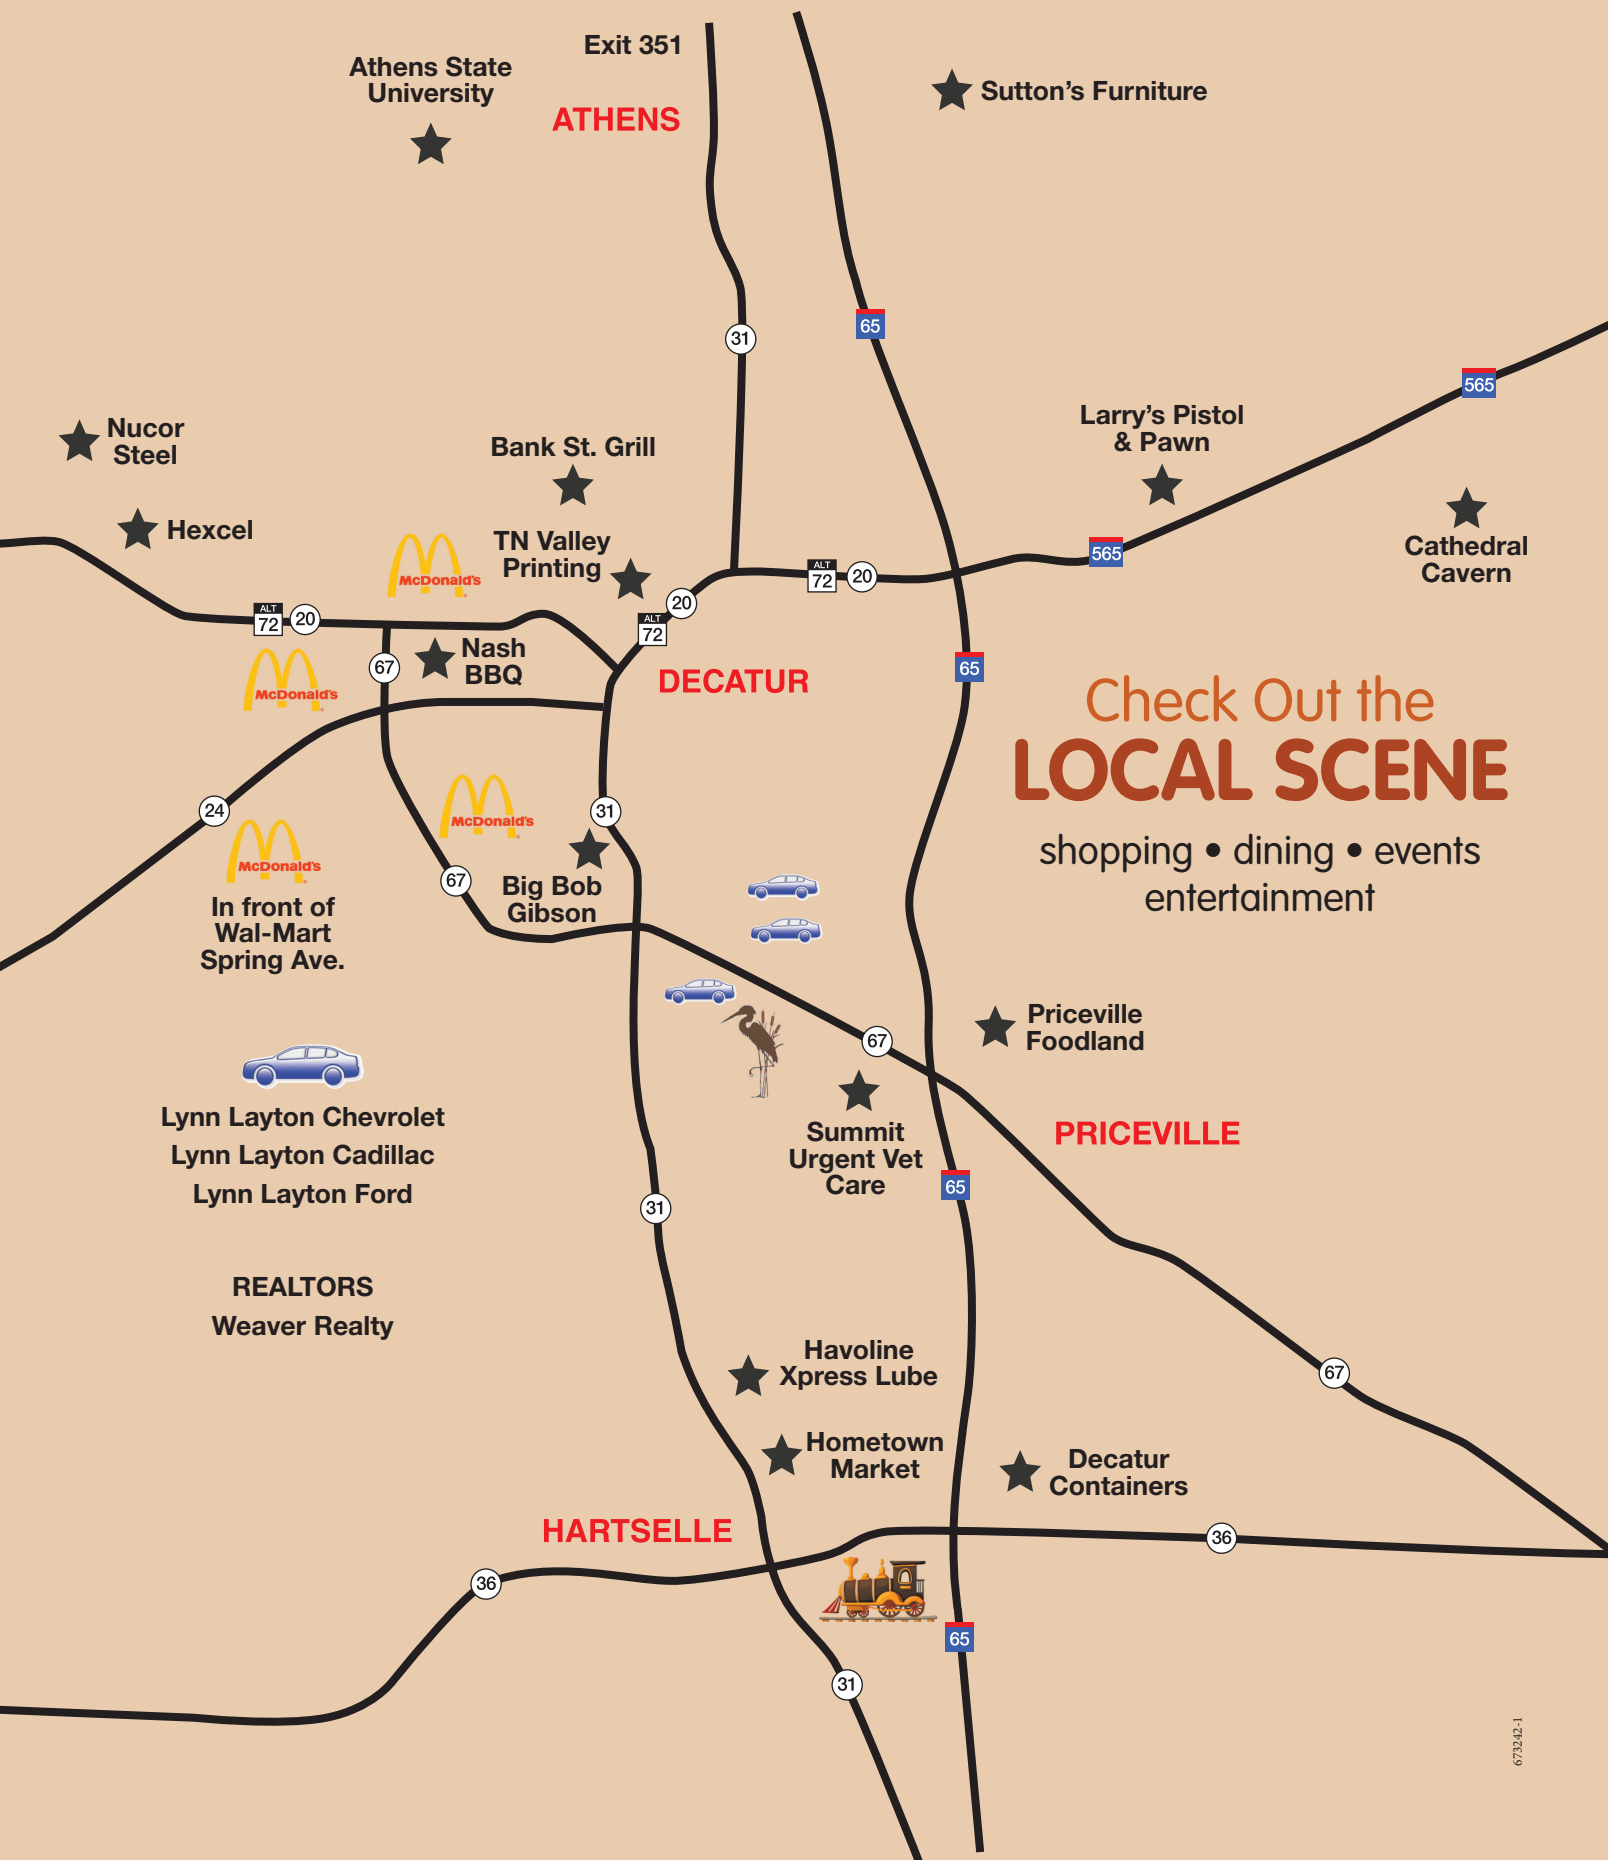 Exit 351
Athens State
University
ATHENS
Sutton's Furniture
31
65
565
Larry's Pistol
& Pawn
Nucor
Steel
Bank St. Grill
Hexcel
TN Valley
Printing
McDonald's
565
Cathedral
Cavern
ALT
72
20
20
ALT
72
ALT
72
20
67
Nash
BBQ
65
DECATUR
McDonald's
Check Out the
LOCAL SCENE
shopping • dining • events
entertainment
24
McDonald's
31
McDonald's
67
Big Bob
Gibson
In front of
Wal-Mart
Spring Ave.
Priceville
Foodland
67
Lynn Layton Chevrolet
Lynn Layton Cadillac
Lynn Layton Ford
Summit
Urgent Vet
Care
PRICEVILLE
65
31
REALTORS
Weaver Realty
Havoline
Xpress Lube
67
Hometown
Market
Decatur
Containers
HARTSELLE
36
36
65
31
673242-1